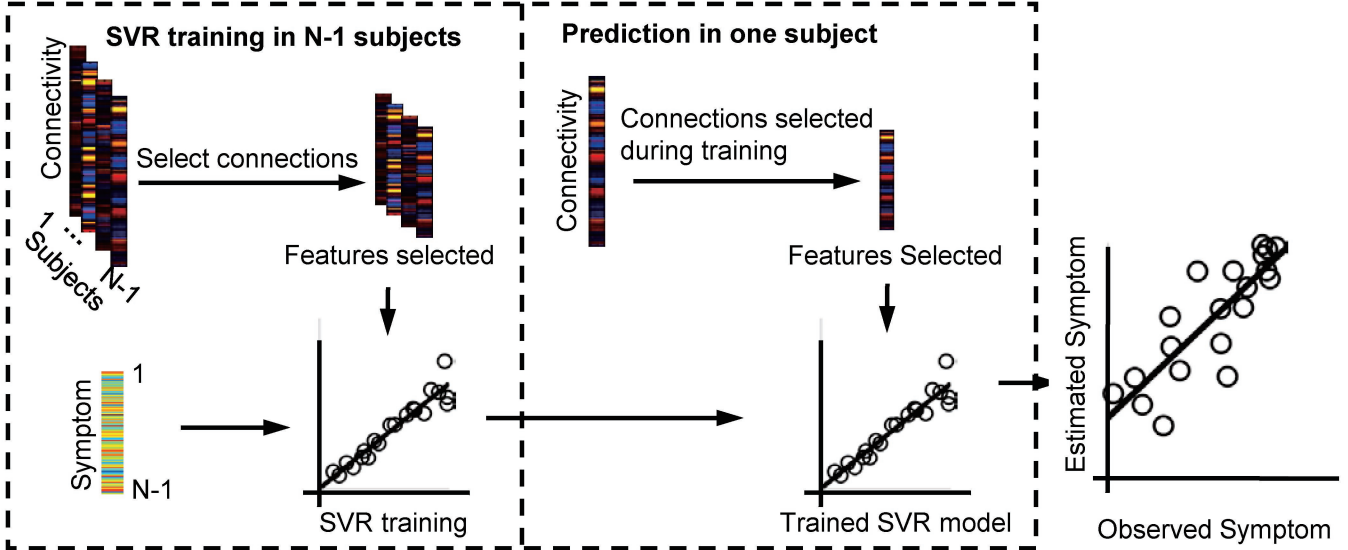 SVR training in N-1 subjects
Connectivity
Select connections
1 ... N-1
Subjects
Features selected
Symptom
1
N-1
SVR training
Prediction in one subject
Connectivity
Connections selected
during training
Features Selected
Trained SVR model
Estimated Symptom
Observed Symptom